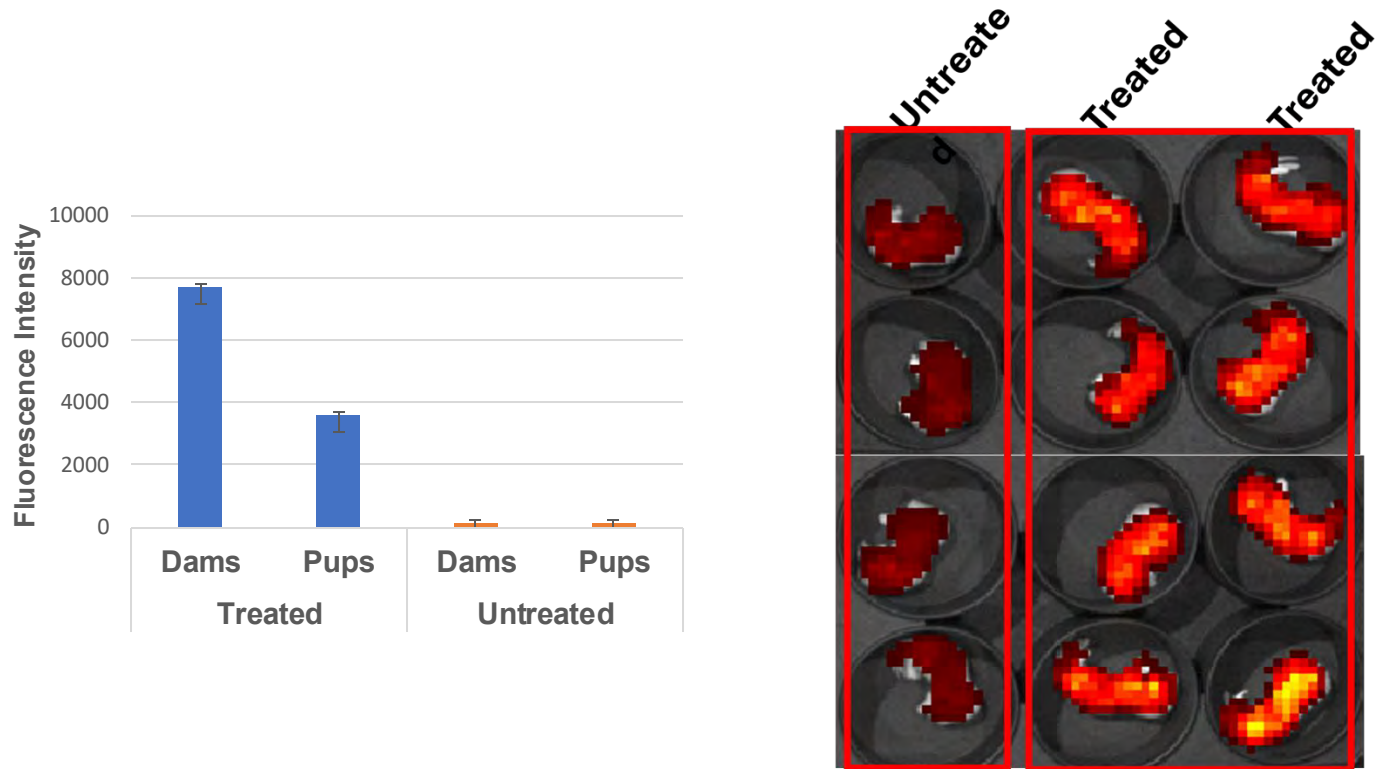 Fluorescence Intensity
10000
8000
6000
4000
2000
0
Dams Pups Dams Pups
Treated Untreated
Untreate
d
Treated
Treated